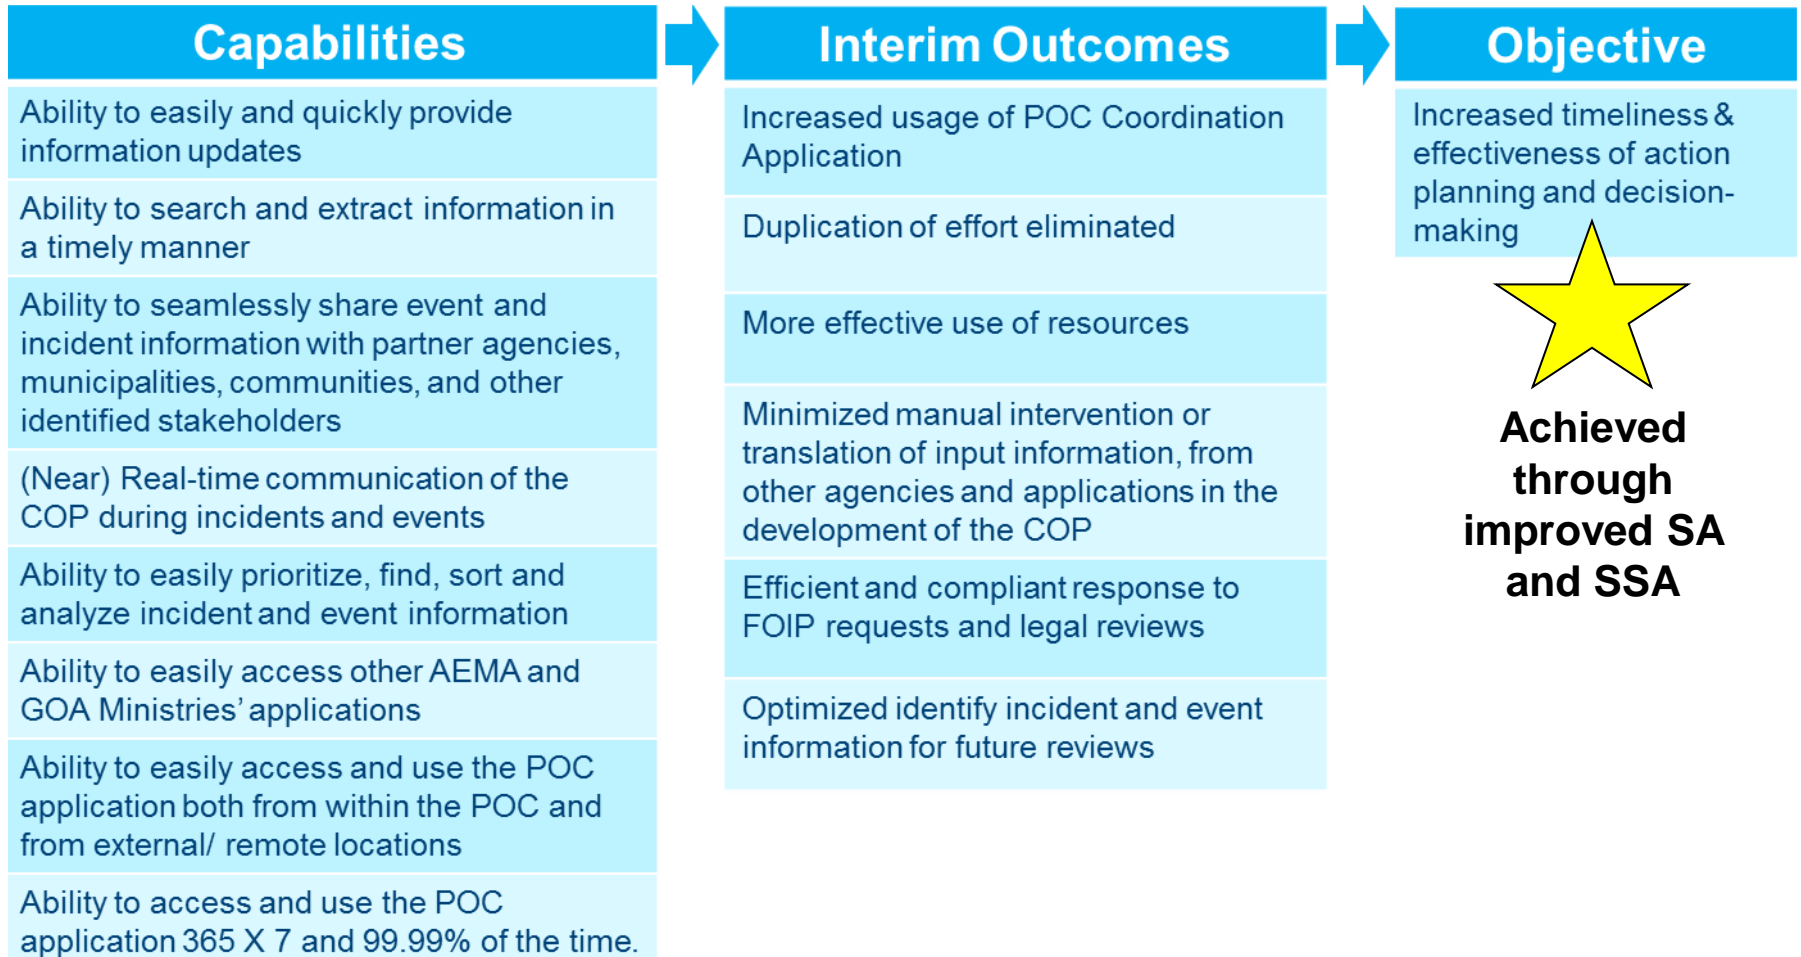 Capabilities
Ability to easily and quickly provide
information updates
Ability to search and extract information in
a timely manner
Ability to seamlessly share event and
incident information with partner agencies,
municipalities, communities, and other
identified stakeholders
(Near) Real-time communication of the
COP during incidents and events
Ability to easily prioritize, find, sort and
analyze incident and event information
Ability to easily access other AEMA and
GOA Ministries’ applications
Ability to easily access and use the POC
application both from within the POC and
from external/ remote locations
Ability to access and use the POC
application 365 X 7 and 99.99% of the time.
Interim Outcomes
Increased usage of POC Coordination
Application
Duplication of effort eliminated
More effective use of resources
Minimized manual intervention or
translation of input information, from
other agencies and applications in the
development of the COP
Efficient and compliant response to
FOIP requests and legal reviews
Optimized identify incident and event
information for future reviews
Objective
Increased timeliness &
effectiveness of action
planning and decision-
making
Achieved
through
improved SA
and SSA